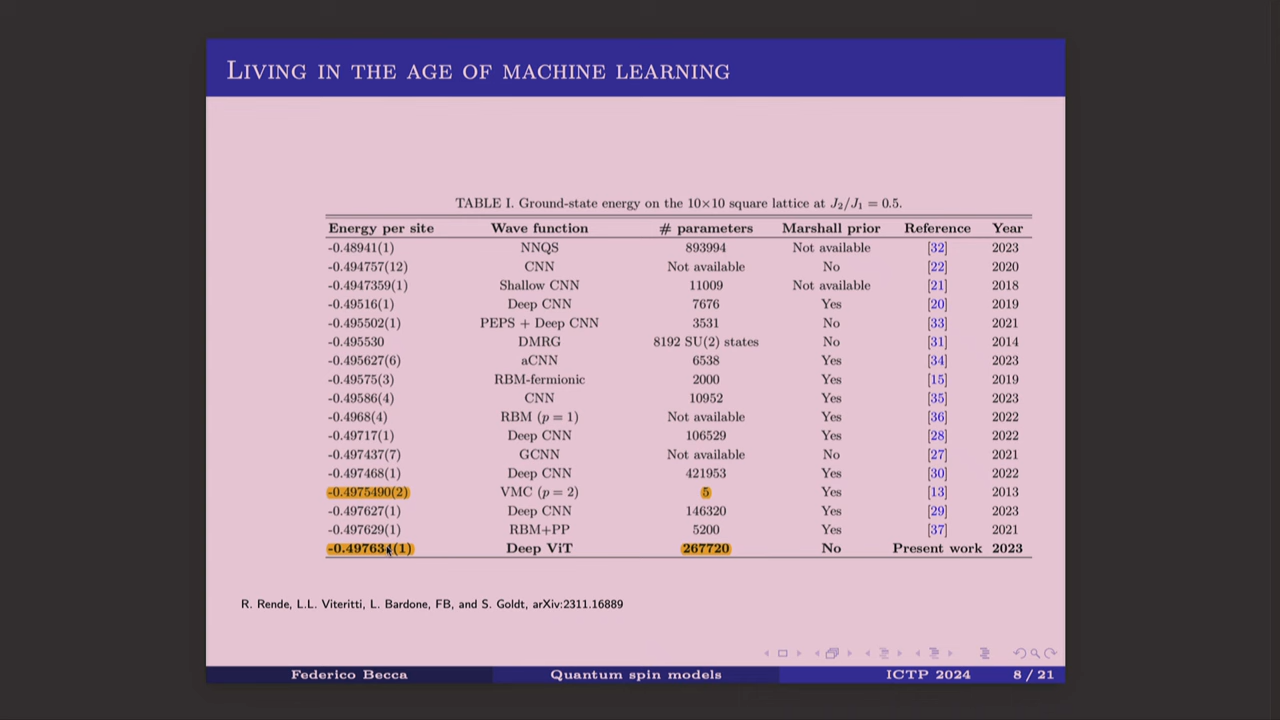 LIVING IN THE AGE OF MACHINE LEARNING
TABLE I. Ground-state energy on the 10×10 square lattice at J₂/J₁ = 0.5.
Energy per site Wave function # parameters Marshall prior Reference Year
-0.48941(1) NNQS 893994 Not available [32] 2023
-0.494757(12) CNN Not available No [22] 2020
-0.4947359(1) Shallow CNN 11009 Not available [21] 2018
-0.49516(1) Deep CNN 7676 Yes [20] 2019
-0.495502(1) PEPS + Deep CNN 3531 No [33] 2021
-0.495530 DMRG 8192 SU(2) states No [31] 2014
-0.495627(6) aCNN 6538 Yes [34] 2023
-0.49575(3) RBM-fermionic 2000 Yes [15] 2019
-0.49586(4) CNN 10952 Yes [35] 2023
-0.4968(4) RBM (p = 1) Not available Yes [36] 2022
-0.49717(1) Deep CNN 106529 Yes [28] 2022
-0.497437(7) GCNN Not available No [27] 2021
-0.497468(1) Deep CNN 421953 Yes [30] 2022
-0.4975490(2) VMC (p = 2) 5 Yes [13] 2013
-0.497627(1) Deep CNN 146320 Yes [29] 2023
-0.497629(1) RBM+PP 5200 Yes [37] 2021
-0.497634(1) Deep ViT 267720 No Present work 2023
R. Rende, L.L. Viteritti, L. Bardone, FB, and S. Goldt, arXiv:2311.16889
Federico Becca Quantum spin models ICTP 2024 8 / 21